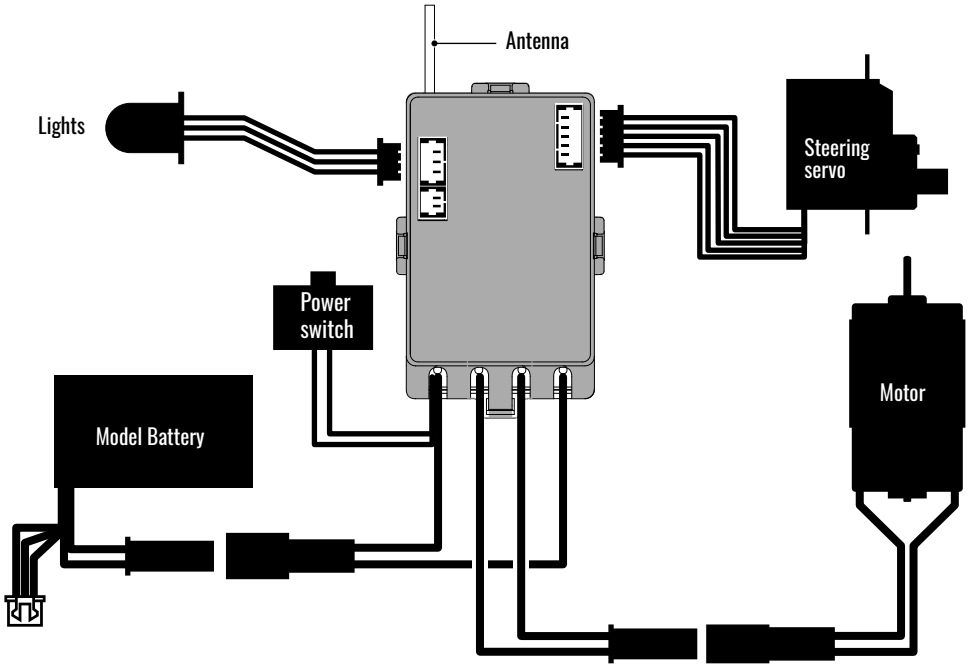 Antenna
Lights
Steering
servo
Power
switch
Motor
Model Battery